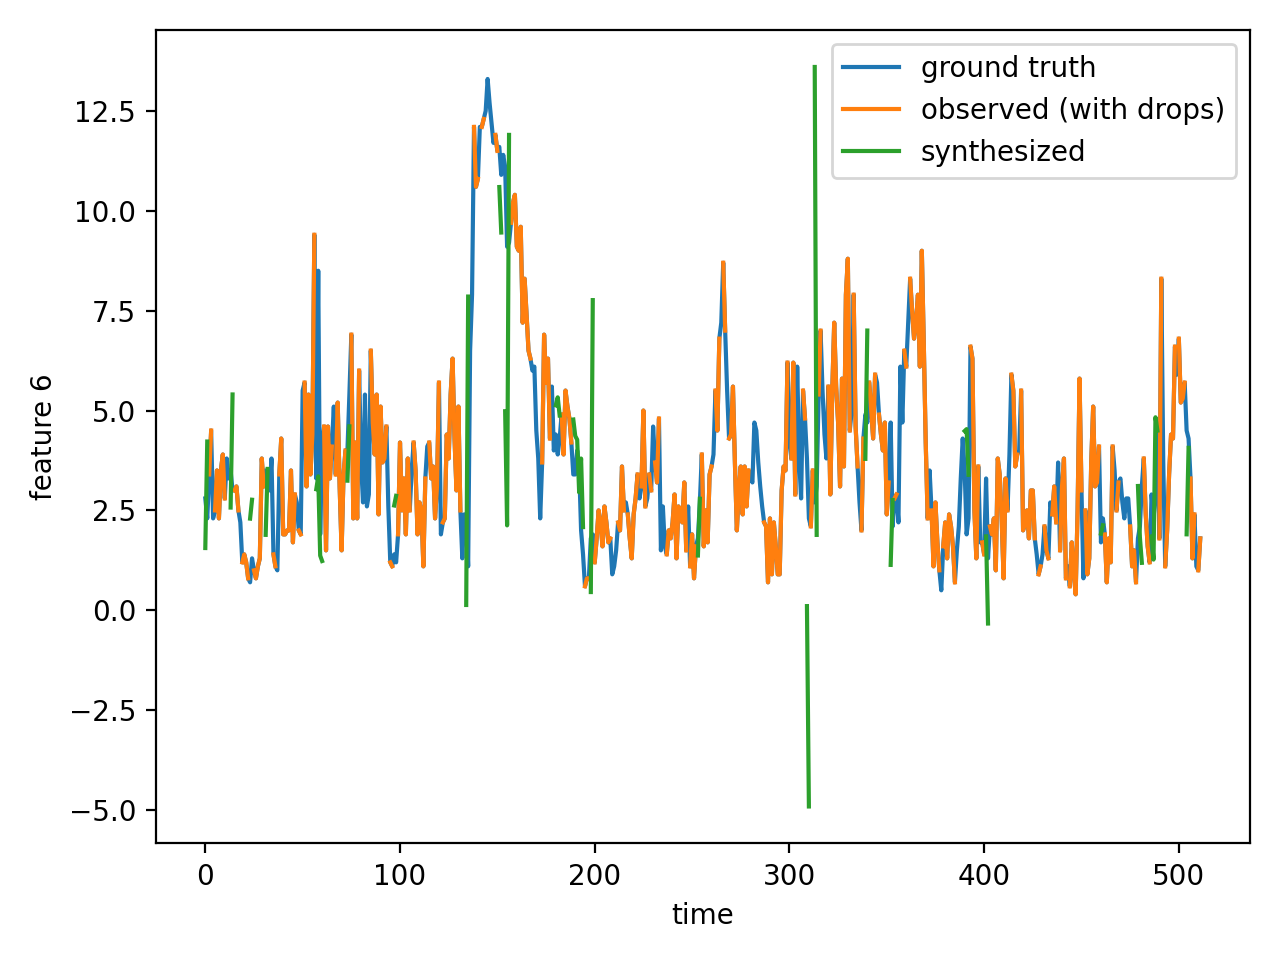 ground truth
observed (with drops)
synthesized
12.5
10.0
7.5
5.0
2.5
0.0
−2.5
−5.0
feature 6
0 100 200 300 400 500
time